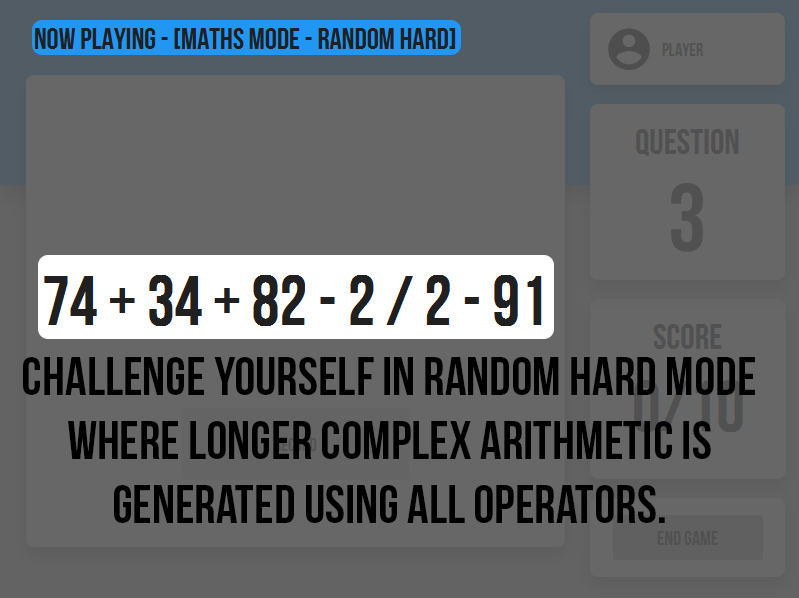 NOW PLAYING - [MATHS MODE - RANDOM HARD]
PLAYER
QUESTION
3
74 + 34 + 82 - 2 / 2 - 91
SCORE
0/10
CHALLENGE YOURSELF IN RANDOM HARD MODE
WHERE LONGER COMPLEX ARITHMETIC IS
GENERATED USING ALL OPERATORS.
END GAME